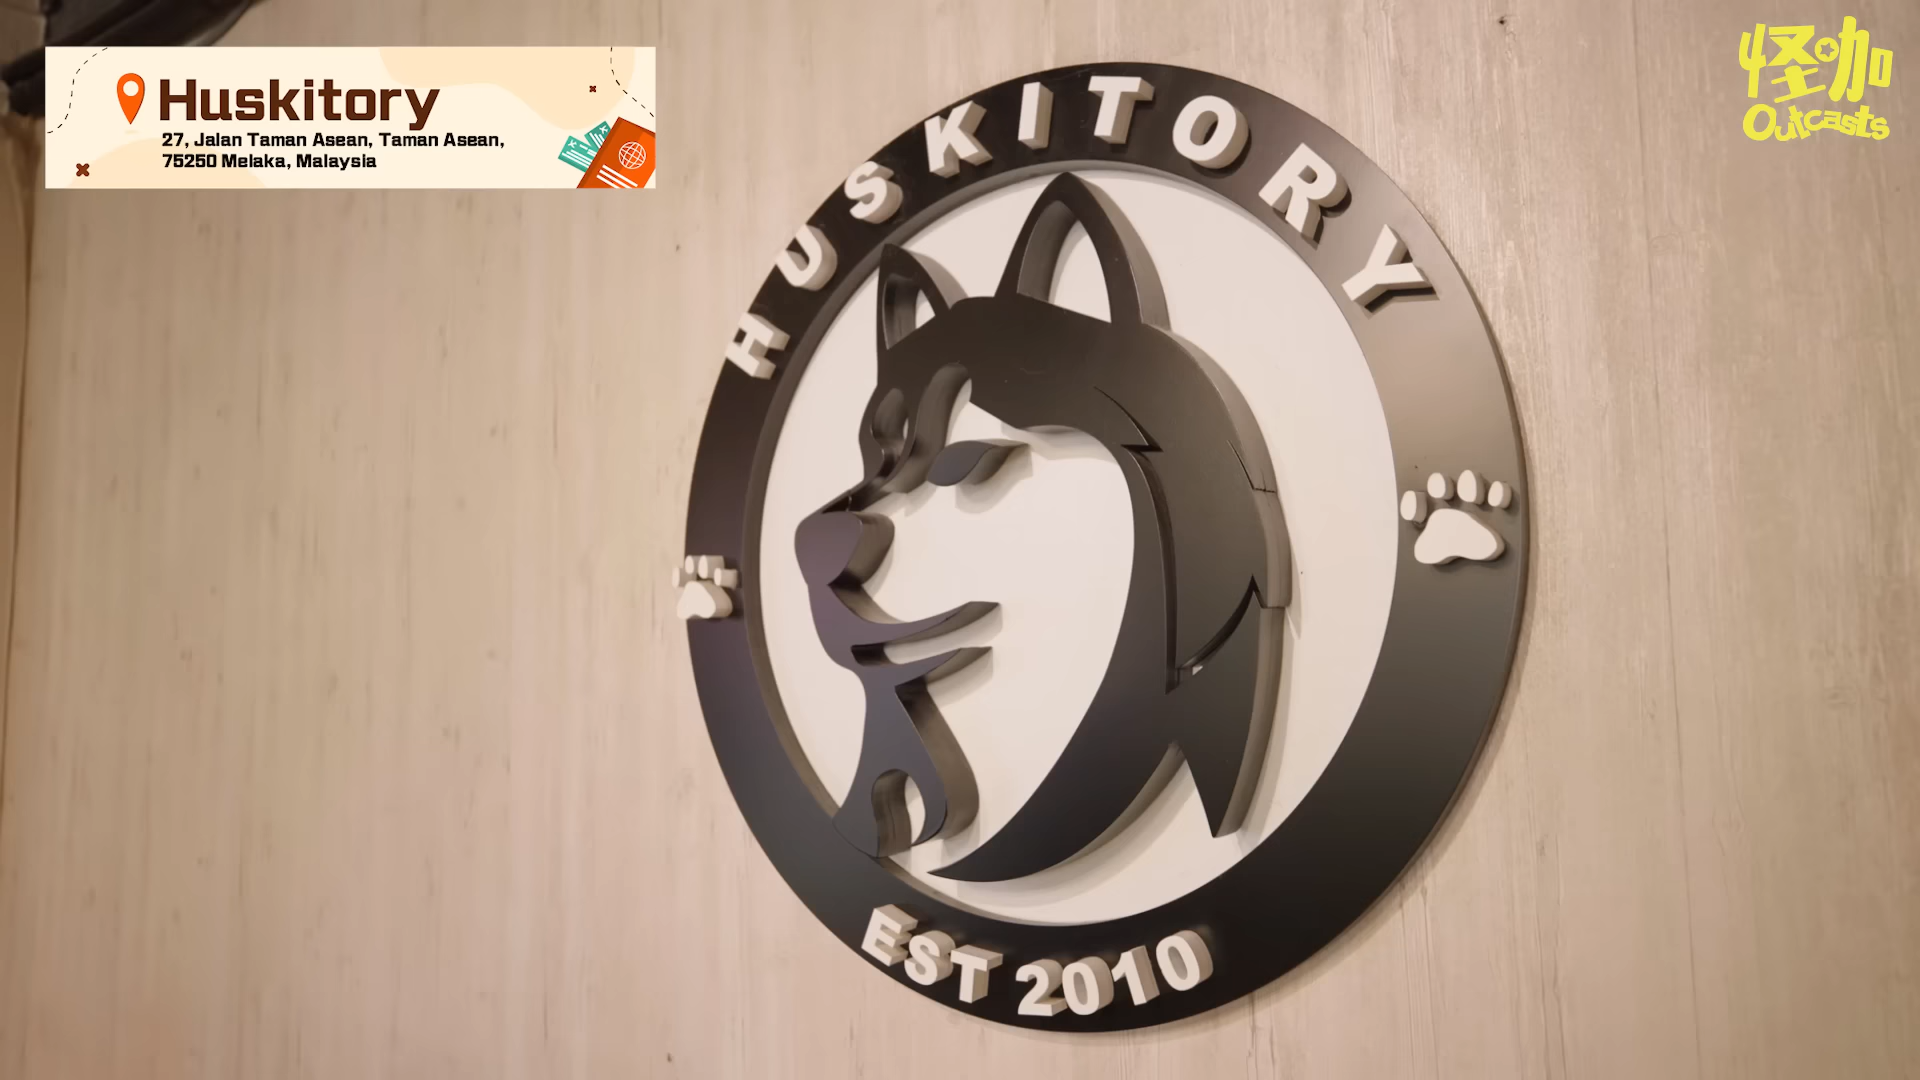 Huskitory
27, Jalan Taman Asean, Taman Asean,
75250 Melaka, Malaysia
怪咖
Outcasts
HUSKITORY
EST 2010